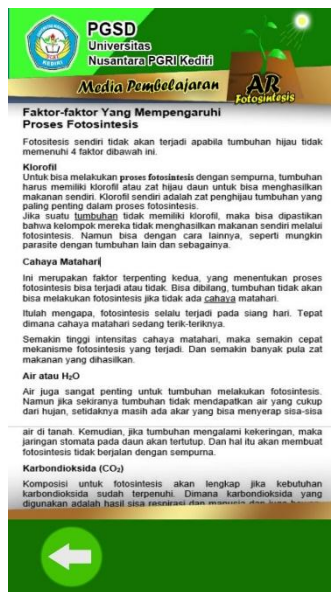 PGSD
Universitas
Nusantara PGRI Kediri
KEDIRI
Media Pembelajaran
AR
Fotosintesis
Faktor-faktor Yang Mempengaruhi
Proses Fotosintesis
Fotositesis sendiri tidak akan terjadi apabila tumbuhan hijau tidak
memenuhi 4 faktor dibawah ini.
Klorofil
Untuk bisa melakukan proses fotosintesis dengan sempurna, tumbuhan
harus memiliki klorofil atau zat hijau daun untuk bisa menghasilkan
makanan sendiri. Klorofil sendiri adalah zat penghijau tumbuhan yang
paling penting dalam proses fotosintesis.
Jika suatu tumbuhan tidak memiliki klorofil, maka bisa dipastikan
bahwa kelompok mereka tidak menghasilkan makanan sendiri melalui
fotosintesis. Namun bisa dengan cara lainnya, seperti mungkin
parasite dengan tumbuhan lain dan sebagainya.
Cahaya Matahari
Ini merupakan faktor terpenting kedua, yang menentukan proses
fotosintesis bisa terjadi atau tidak. Bisa dibilang, tumbuhan tidak akan
bisa melakukan fotosintesis jika tidak ada cahaya matahari.
Itulah mengapa, fotosintesis selalu terjadi pada siang hari. Tepat
dimana cahaya matahari sedang terik-teriknya.
Semakin tinggi intensitas cahaya matahari, maka semakin cepat
mekanisme fotosintesis yang terjadi. Dan semakin banyak pula zat
makanan yang dihasilkan.
Air atau H₂O
Air juga sangat penting untuk tumbuhan melakukan fotosintesis.
Namun jika sekiranya tumbuhan tidak mendapatkan air yang cukup
dari hujan, setidaknya masih ada akar yang bisa menyerap sisa-sisa
air di tanah. Kemudian, jika tumbuhan mengalami kekeringan, maka
jaringan stomata pada daun akan tertutup. Dan hal itu akan membuat
fotosintesis tidak berjalan dengan sempurna.
Karbondioksida (CO₂)
Komposisi untuk fotosintesis akan lengkap jika kebutuhan
karbondioksida sudah terpenuhi. Dimana karbondioksida yang
digunakan adalah hasil sisa respirasi dan manusia dan juga